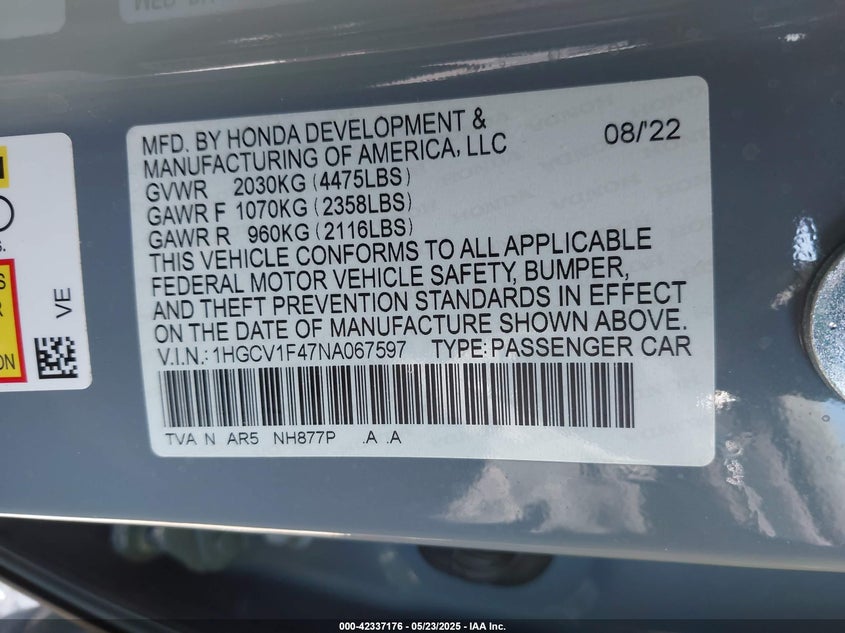 MFD. BY HONDA DEVELOPMENT & 08/'22
MANUFACTURING OF AMERICA, LLC
GVWR 2030KG (4475LBS)
GAWR F 1070KG (2358LBS)
GAWR R 960KG (2116LBS)
THIS VEHICLE CONFORMS TO ALL APPLICABLE
FEDERAL MOTOR VEHICLE SAFETY, BUMPER,
AND THEFT PREVENTION STANDARDS IN EFFECT
ON THE DATE OF MANUFACTURE SHOWN ABOVE.
V.I.N.: 1HGCV1F47NA067597 TYPE: PASSENGER CAR
TVA N AR5 NH877P .A .A
VE
000-42337176 - 05/23/2025 - IAA Inc.